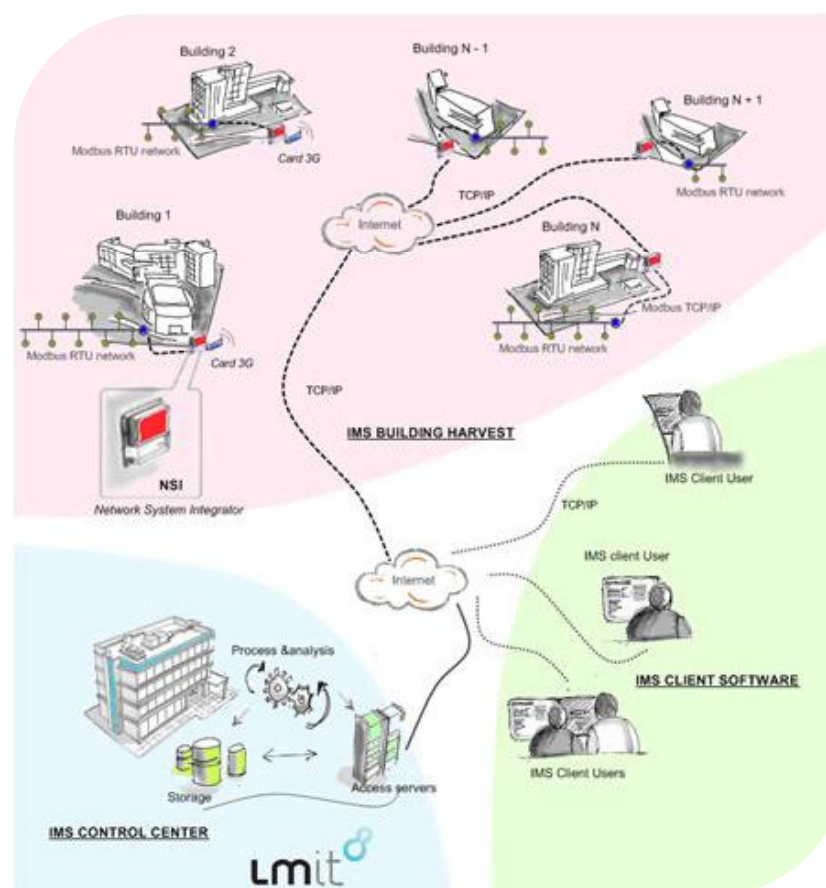 Building 2
Building N - 1
Building N + 1
Modbus RTU network
Card 3G
Modbus RTU network
TCP/IP
Internet
Building 1
Building N
Modbus TCP/IP
Modbus RTU network
Modbus RTU network
Card 3G
TCP/IP
IMS BUILDING HARVEST
NSI
Network System Integrator
IMS Client User
TCP/IP
IMS client User
Internet
Process &analysis
IMS CLIENT SOFTWARE
IMS Client Users
Storage
Access servers
IMS CONTROL CENTER
Lmit